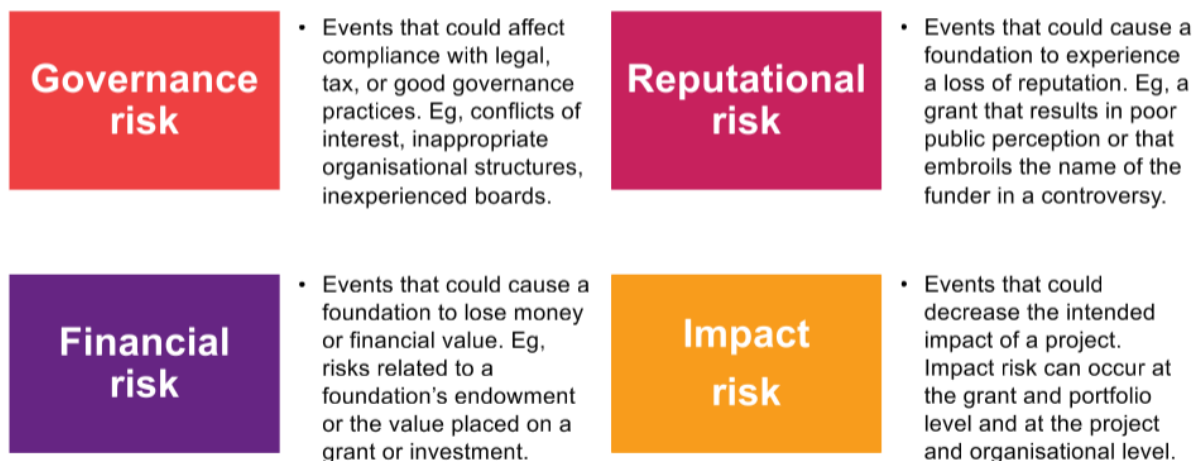 Governance
risk
• Events that could affect
compliance with legal,
tax, or good governance
practices. Eg, conflicts of
interest, inappropriate
organisational structures,
inexperienced boards.
Reputational
risk
• Events that could cause a
foundation to experience
a loss of reputation. Eg, a
grant that results in poor
public perception or that
embroils the name of the
funder in a controversy.
Financial
risk
• Events that could cause a
foundation to lose money
or financial value. Eg,
risks related to a
foundation’s endowment
or the value placed on a
grant or investment.
Impact
risk
• Events that could
decrease the intended
impact of a project.
Impact risk can occur at
the grant and portfolio
level and at the project
and organisational level.